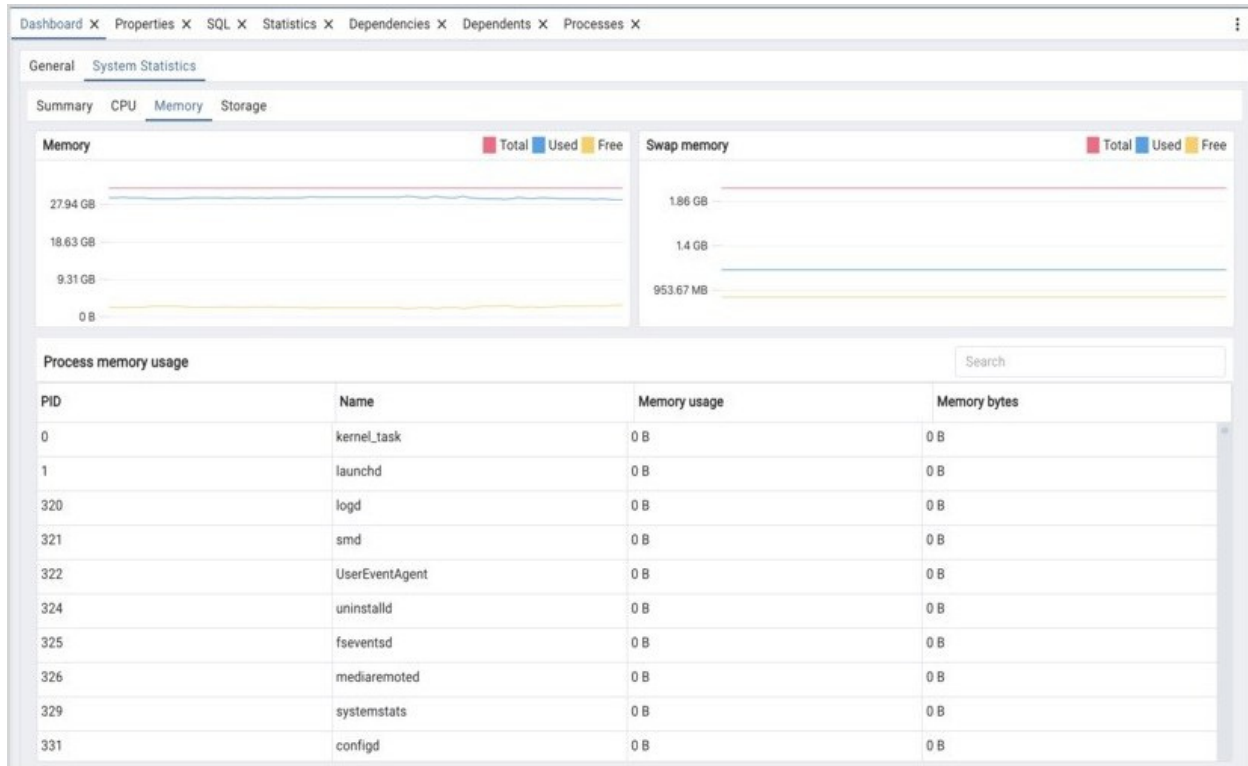 Dashboard X Properties X SQL X Statistics X Dependencies X Dependents X Processes X
General System Statistics
Summary CPU Memory Storage
Memory Total Used Free
27.94 GB
18.63 GB
9.31 GB
0 B
Swap memory Total Used Free
1.86 GB
1.4 GB
953.67 MB
Process memory usage Search
PID Name Memory usage Memory bytes
0 kernel_task 0 B 0 B
1 launchd 0 B 0 B
320 logd 0 B 0 B
321 smd 0 B 0 B
322 UserEventAgent 0 B 0 B
324 uninstalld 0 B 0 B
325 fseventsd 0 B 0 B
326 mediaremoted 0 B 0 B
329 systemstats 0 B 0 B
331 configd 0 B 0 B